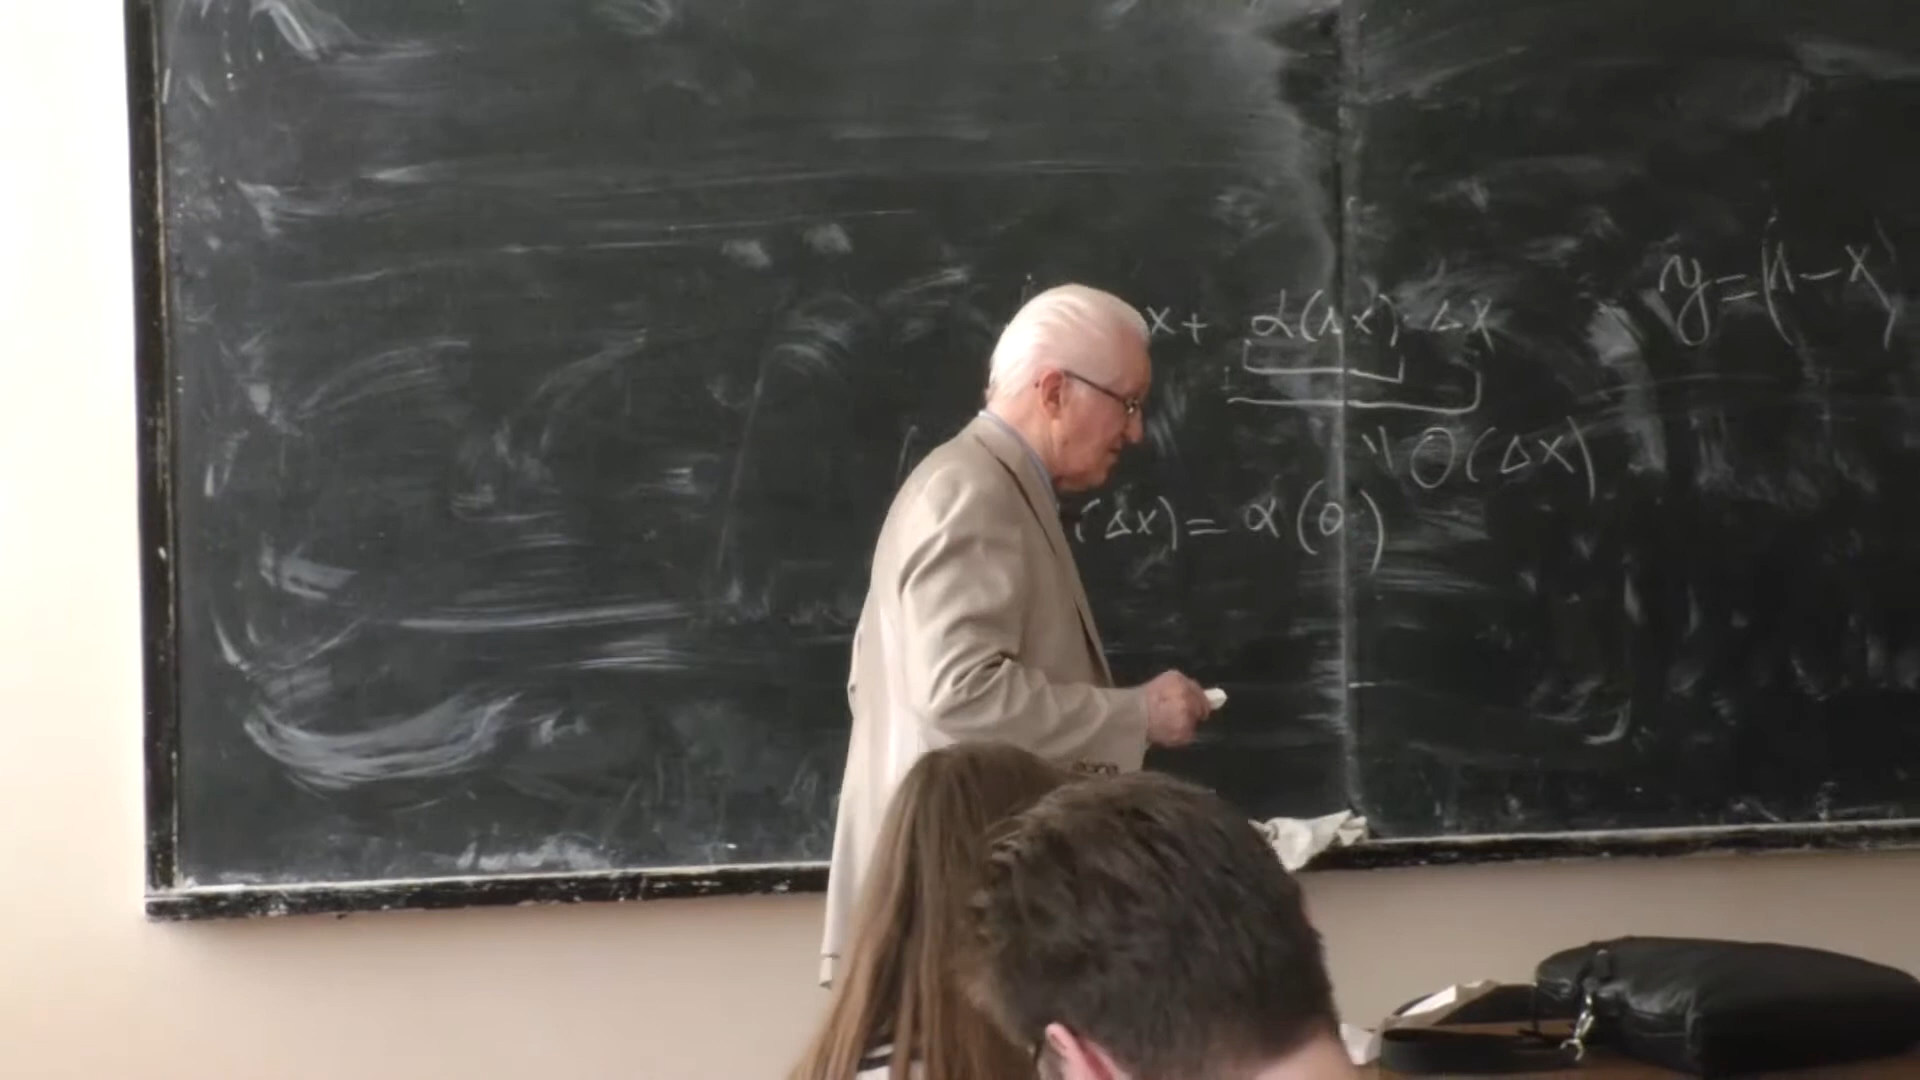 x + α(Δx) · Δx
y = |1 - x|
" O(Δx)
(Δx) = α(0)